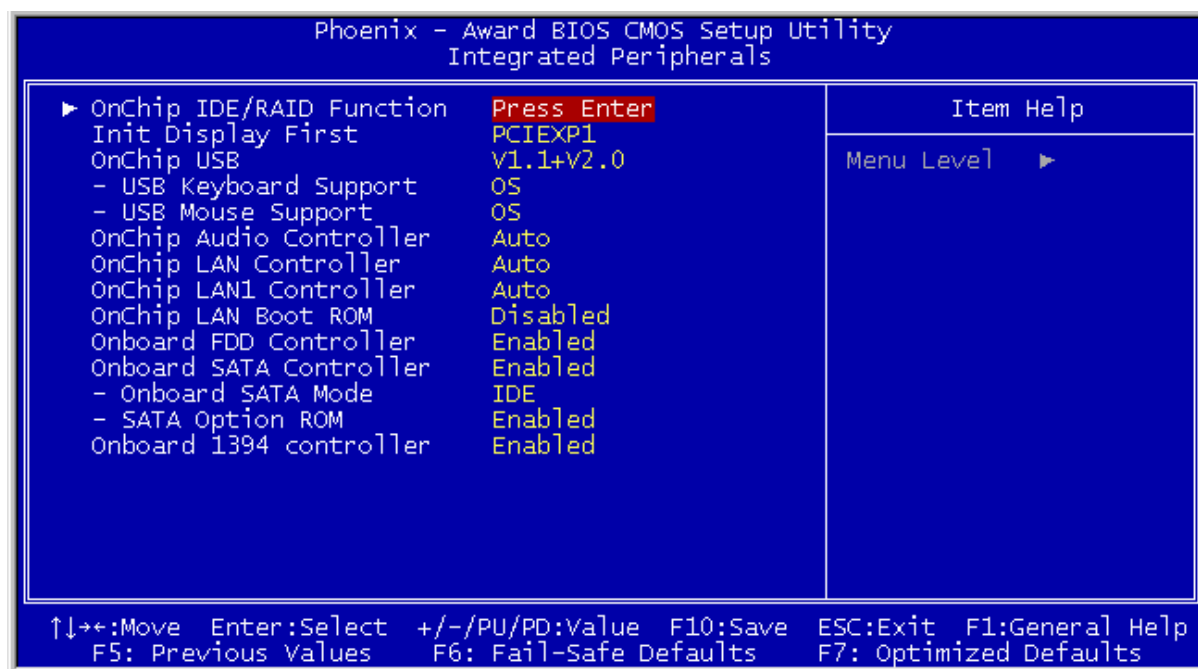 Phoenix – Award BIOS CMOS Setup Utility
Integrated Peripherals
▶ OnChip IDE/RAID Function Press Enter
Init Display First PCIEXP1
OnChip USB V1.1+V2.0
– USB Keyboard Support OS
– USB Mouse Support OS
OnChip Audio Controller Auto
OnChip LAN Controller Auto
OnChip LAN1 Controller Auto
OnChip LAN Boot ROM Disabled
Onboard FDD Controller Enabled
Onboard SATA Controller Enabled
– Onboard SATA Mode IDE
– SATA Option ROM Enabled
Onboard 1394 controller Enabled
Item Help
Menu Level ▶
↑↓→←:Move Enter:Select +/-/PU/PD:Value F10:Save ESC:Exit F1:General Help
F5: Previous Values F6: Fail-Safe Defaults F7: Optimized Defaults